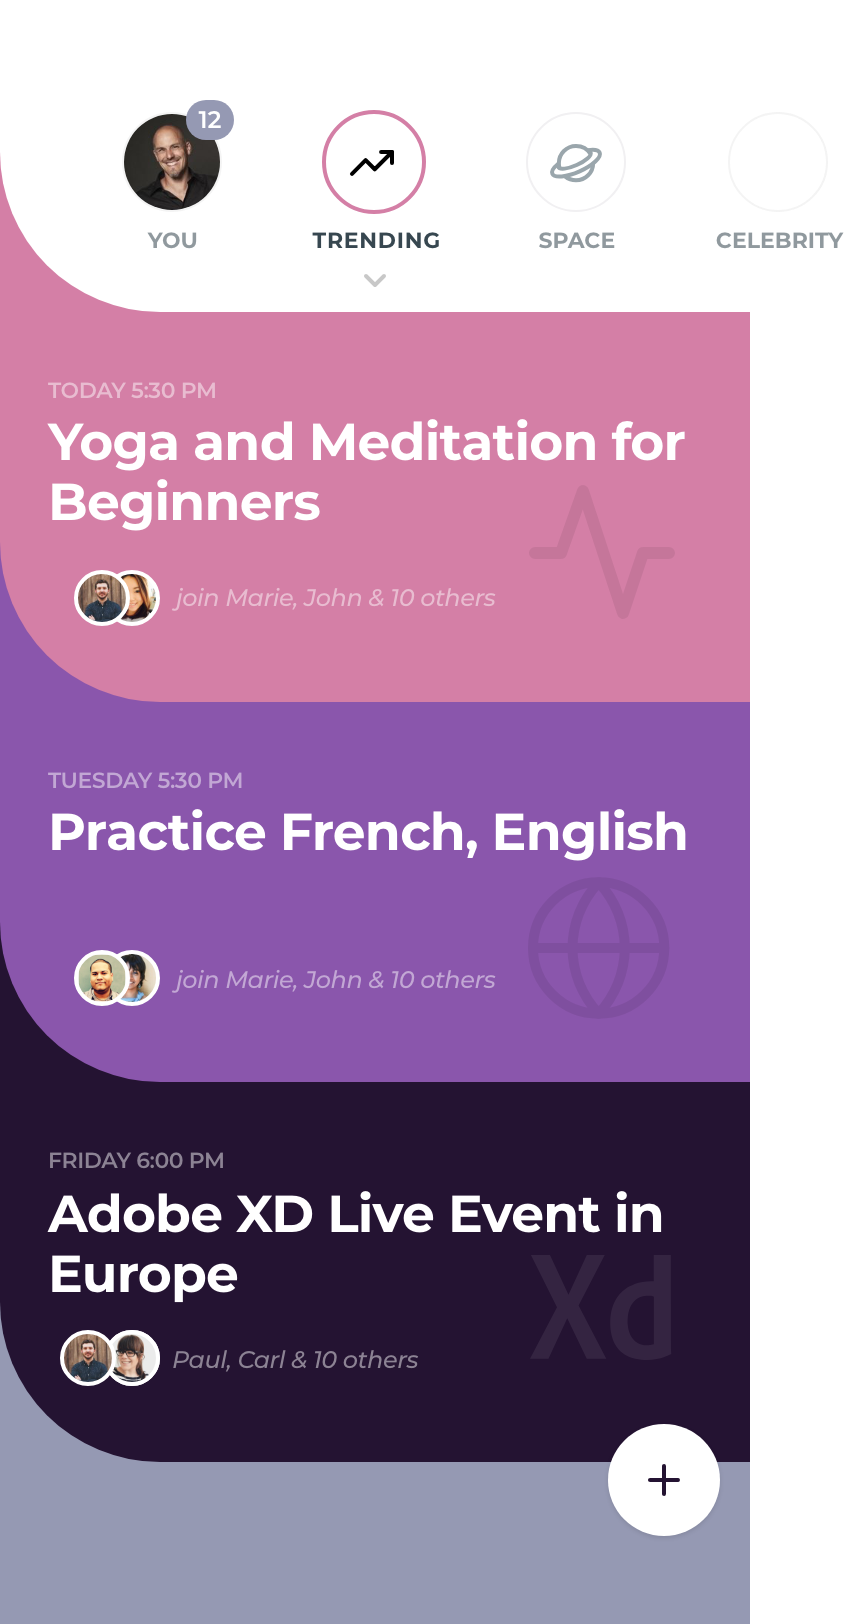 12
YOU
TRENDING
SPACE
CELEBRITY
TODAY 5:30 PM
Yoga and Meditation for
Beginners
join Marie, John & 10 others
TUESDAY 5:30 PM
Practice French, English
join Marie, John & 10 others
FRIDAY 6:00 PM
Adobe XD Live Event in
Europe
Xd
Paul, Carl & 10 others